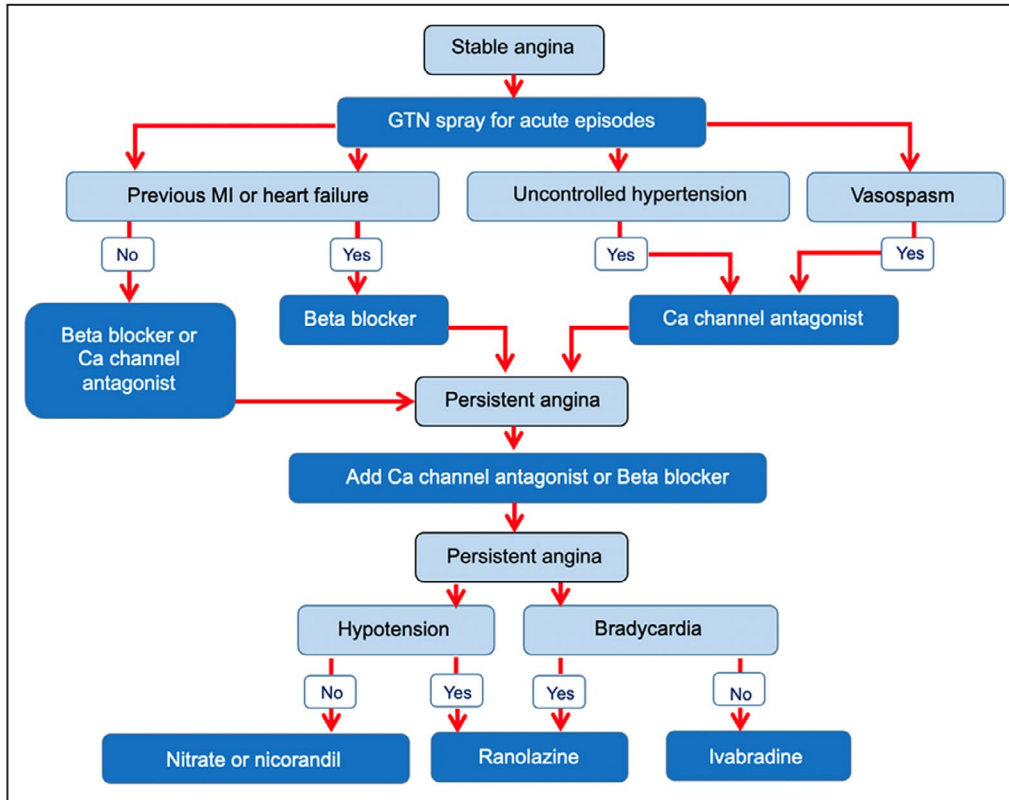 Stable angina
GTN spray for acute episodes
Previous MI or heart failure
Uncontrolled hypertension
Vasospasm
No
Yes
Yes
Yes
Beta blocker or
Ca channel
antagonist
Beta blocker
Ca channel antagonist
Persistent angina
Add Ca channel antagonist or Beta blocker
Persistent angina
Hypotension
Bradycardia
No
Yes
Yes
No
Nitrate or nicorandil
Ranolazine
Ivabradine